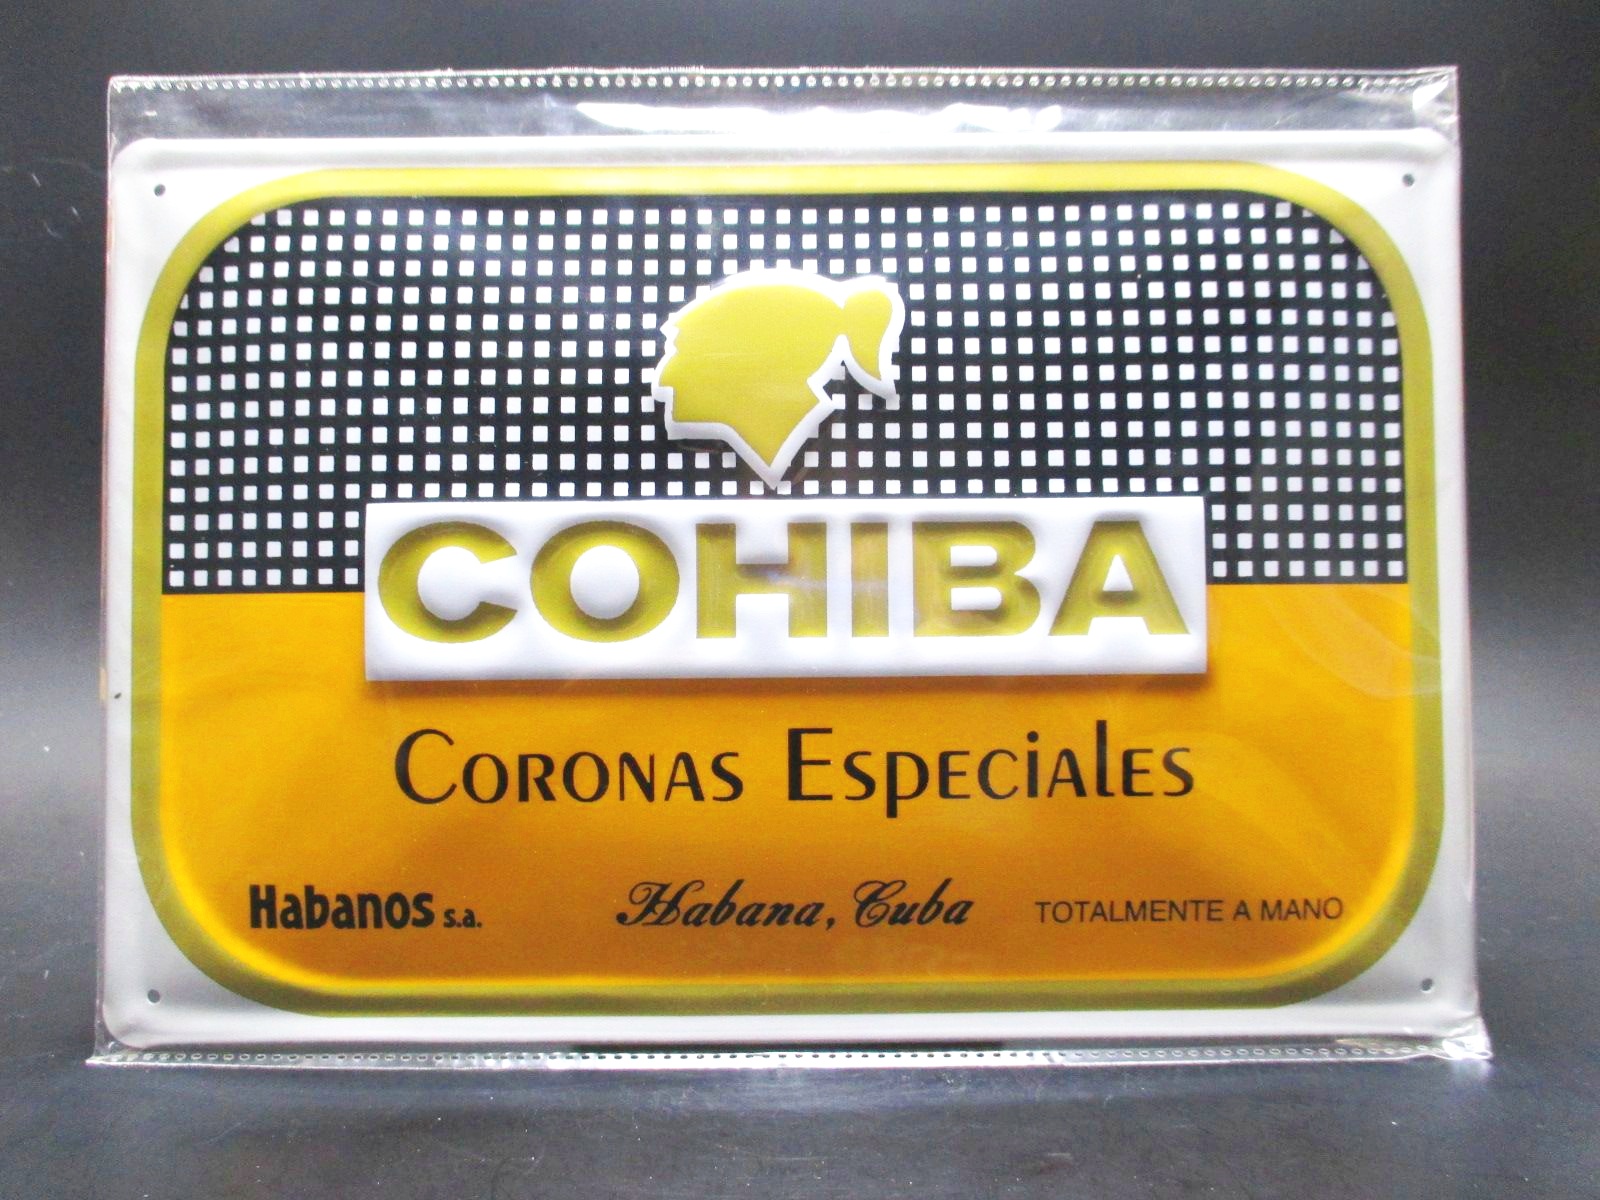 COHIBA
CORONAS ESPECiAlES
Habanos s.a.
Habana, Cuba
TOTALMENTE A MANO